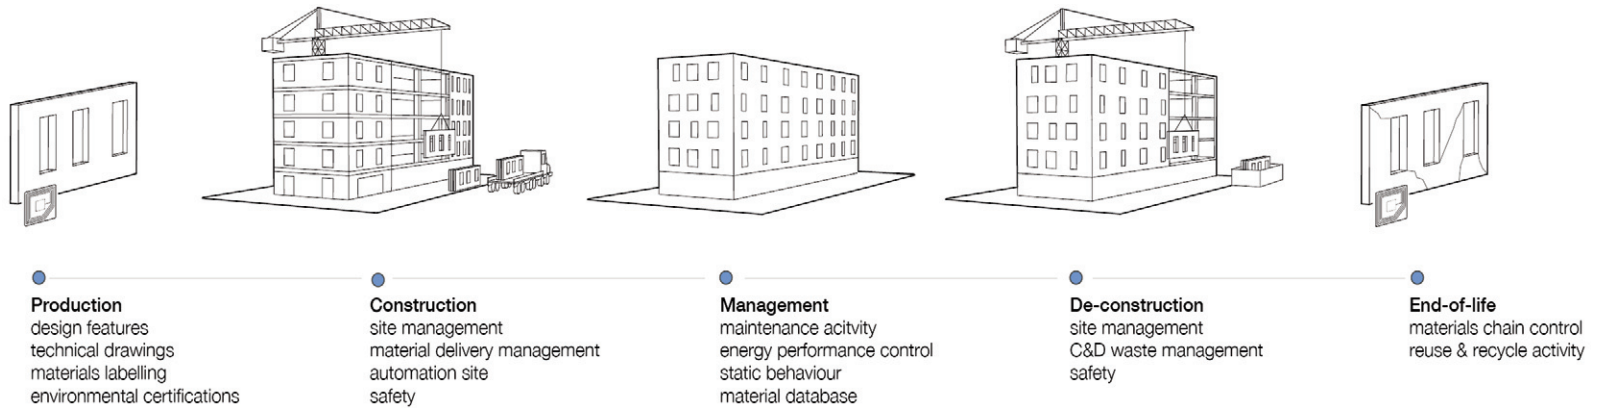 Production
design features
technical drawings
materials labelling
environmental certifications
Construction
site management
material delivery management
automation site
safety
Management
maintenance acitvity
energy performance control
static behaviour
material database
De-construction
site management
C&D waste management
safety
End-of-life
materials chain control
reuse & recycle activity